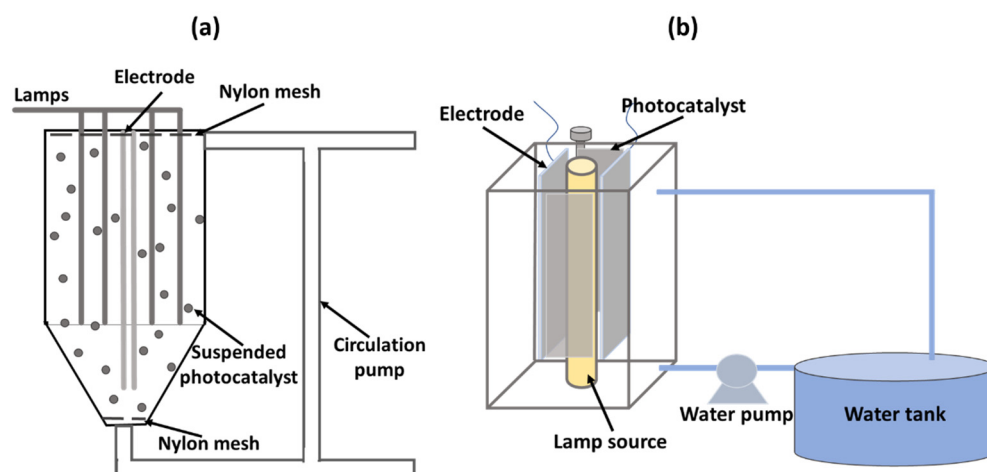 (a)
Electrode
Nylon mesh
Lamps
Suspended
photocatalyst
Circulation
pump
Nylon mesh
(b)
Photocatalyst
Electrode
Water pump
Water tank
Lamp source